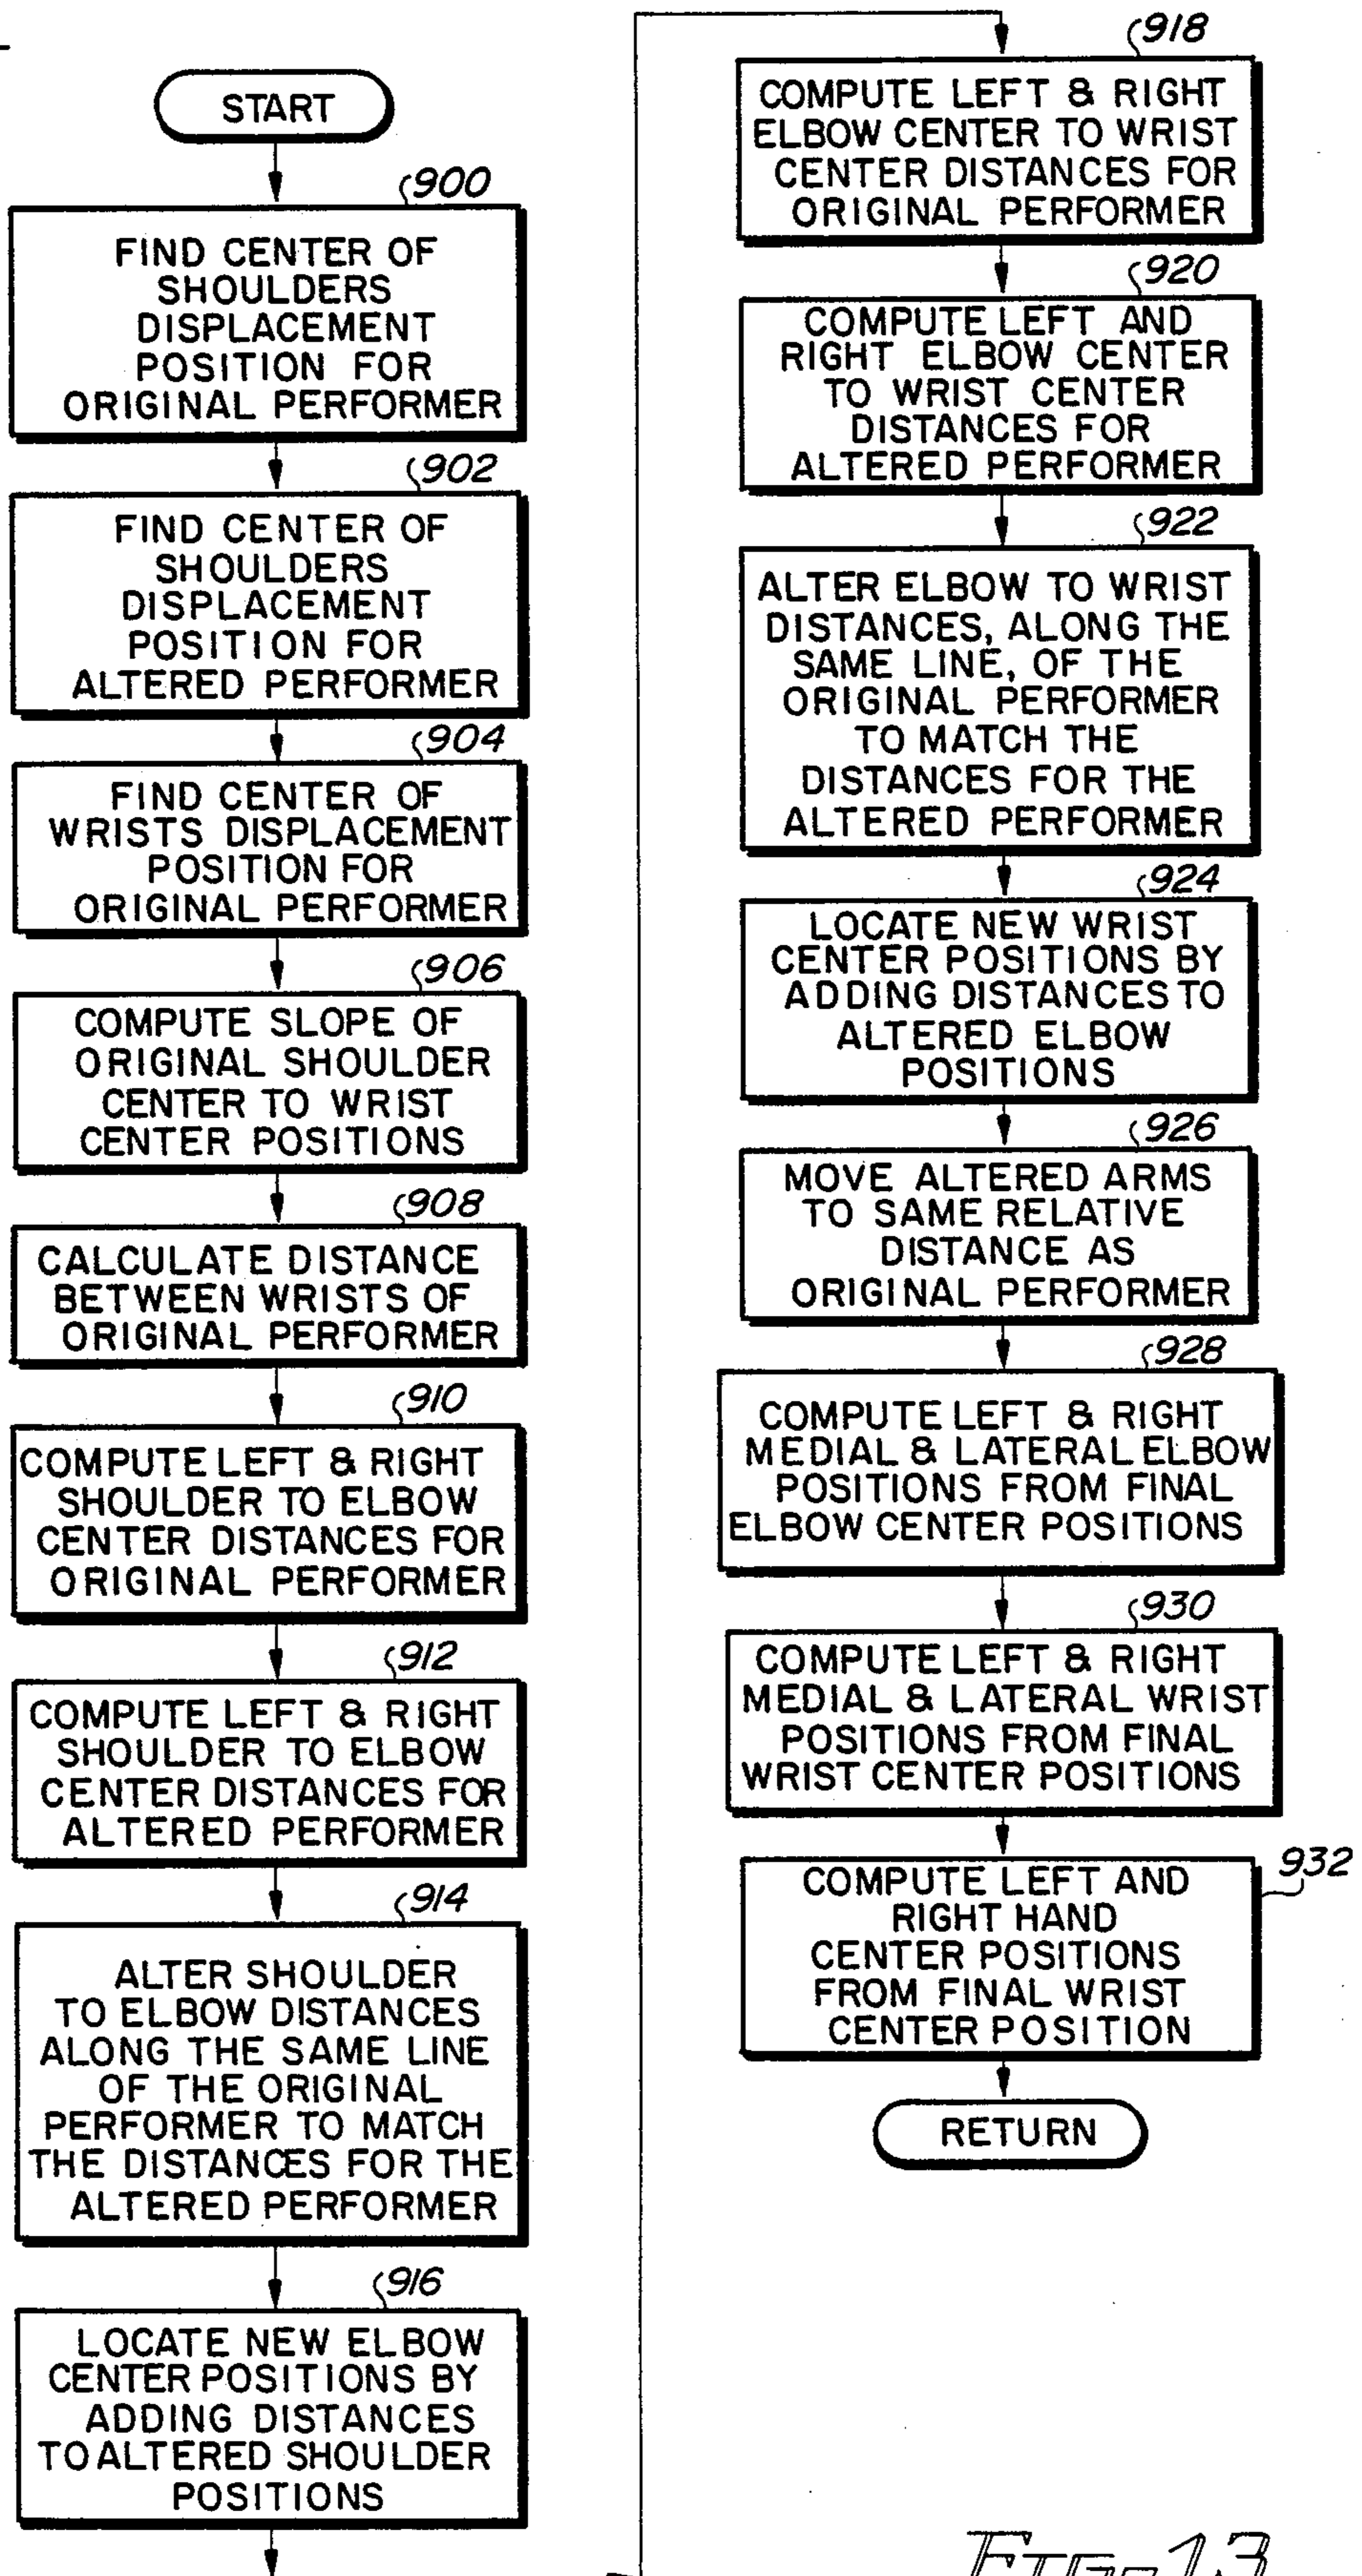 START
900
FIND CENTER OF
SHOULDERS
DISPLACEMENT
POSITION FOR
ORIGINAL PERFORMER
902
FIND CENTER OF
SHOULDERS
DISPLACEMENT
POSITION FOR
ALTERED PERFORMER
904
FIND CENTER OF
WRISTS DISPLACEMENT
POSITION FOR
ORIGINAL PERFORMER
906
COMPUTE SLOPE OF
ORIGINAL SHOULDER
CENTER TO WRIST
CENTER POSITIONS
908
CALCULATE DISTANCE
BETWEEN WRISTS OF
ORIGINAL PERFORMER
910
COMPUTE LEFT & RIGHT
SHOULDER TO ELBOW
CENTER DISTANCES FOR
ORIGINAL PERFORMER
912
COMPUTE LEFT & RIGHT
SHOULDER TO ELBOW
CENTER DISTANCES FOR
ALTERED PERFORMER
914
ALTER SHOULDER
TO ELBOW DISTANCES
ALONG THE SAME LINE
OF THE ORIGINAL
PERFORMER TO MATCH
THE DISTANCES FOR THE
ALTERED PERFORMER
916
LOCATE NEW ELBOW
CENTER POSITIONS BY
ADDING DISTANCES
TO ALTERED SHOULDER
POSITIONS
918
COMPUTE LEFT & RIGHT
ELBOW CENTER TO WRIST
CENTER DISTANCES FOR
ORIGINAL PERFORMER
920
COMPUTE LEFT AND
RIGHT ELBOW CENTER
TO WRIST CENTER
DISTANCES FOR
ALTERED PERFORMER
922
ALTER ELBOW TO WRIST
DISTANCES, ALONG THE
SAME LINE, OF THE
ORIGINAL PERFORMER
TO MATCH THE
DISTANCES FOR THE
ALTERED PERFORMER
924
LOCATE NEW WRIST
CENTER POSITIONS BY
ADDING DISTANCES TO
ALTERED ELBOW
POSITIONS
926
MOVE ALTERED ARMS
TO SAME RELATIVE
DISTANCE AS
ORIGINAL PERFORMER
928
COMPUTE LEFT & RIGHT
MEDIAL & LATERAL ELBOW
POSITIONS FROM FINAL
ELBOW CENTER POSITIONS
930
COMPUTE LEFT & RIGHT
MEDIAL & LATERAL WRIST
POSITIONS FROM FINAL
WRIST CENTER POSITIONS
932
COMPUTE LEFT AND
RIGHT HAND
CENTER POSITIONS
FROM FINAL WRIST
CENTER POSITION
RETURN